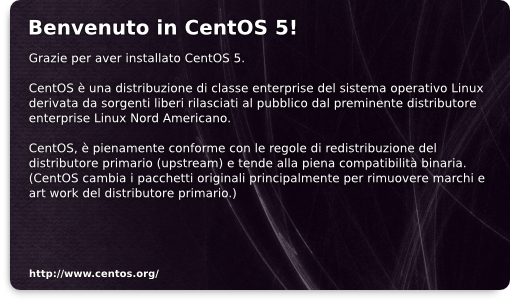 Benvenuto in CentOS 5!
Grazie per aver installato CentOS 5.
CentOS è una distribuzione di classe enterprise del sistema operativo Linux
derivata da sorgenti liberi rilasciati al pubblico dal preminente distributore
enterprise Linux Nord Americano.
CentOS, è pienamente conforme con le regole di redistribuzione del
distributore primario (upstream) e tende alla piena compatibilità binaria.
(CentOS cambia i pacchetti originali principalmente per rimuovere marchi e
art work del distributore primario.)
http://www.centos.org/